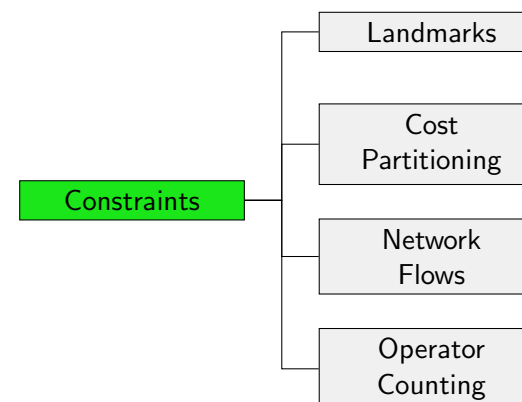 Landmarks
Cost
Partitioning
Constraints
Network
Flows
Operator
Counting